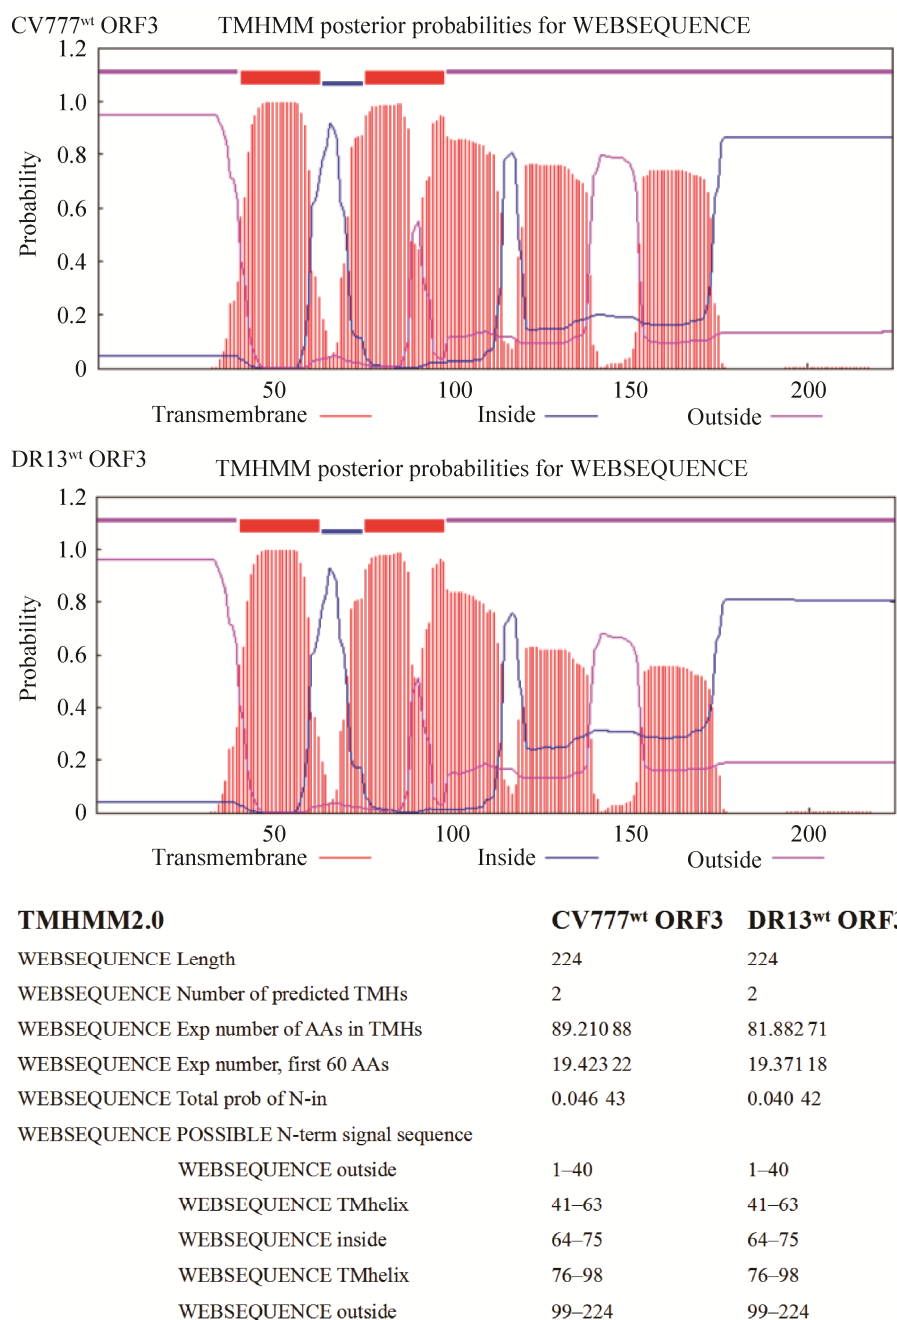 CV777ʷᵗ ORF3
TMHMM posterior probabilities for WEBSEQUENCE
1.2
1.0
0.8
0.6
0.4
0.2
0
Probability
50 100 150 200
Transmembrane Inside Outside
DR13ʷᵗ ORF3
TMHMM posterior probabilities for WEBSEQUENCE
1.2
1.0
0.8
0.6
0.4
0.2
0
Probability
50 100 150 200
Transmembrane Inside Outside
TMHMM2.0 CV777ʷᵗ ORF3 DR13ʷᵗ ORF3
WEBSEQUENCE Length 224 224
WEBSEQUENCE Number of predicted TMHs 2 2
WEBSEQUENCE Exp number of AAs in TMHs 89.210 88 81.882 71
WEBSEQUENCE Exp number, first 60 AAs 19.423 22 19.371 18
WEBSEQUENCE Total prob of N-in 0.046 43 0.040 42
WEBSEQUENCE POSSIBLE N-term signal sequence
WEBSEQUENCE outside 1–40 1–40
WEBSEQUENCE TMhelix 41–63 41–63
WEBSEQUENCE inside 64–75 64–75
WEBSEQUENCE TMhelix 76–98 76–98
WEBSEQUENCE outside 99–224 99–224